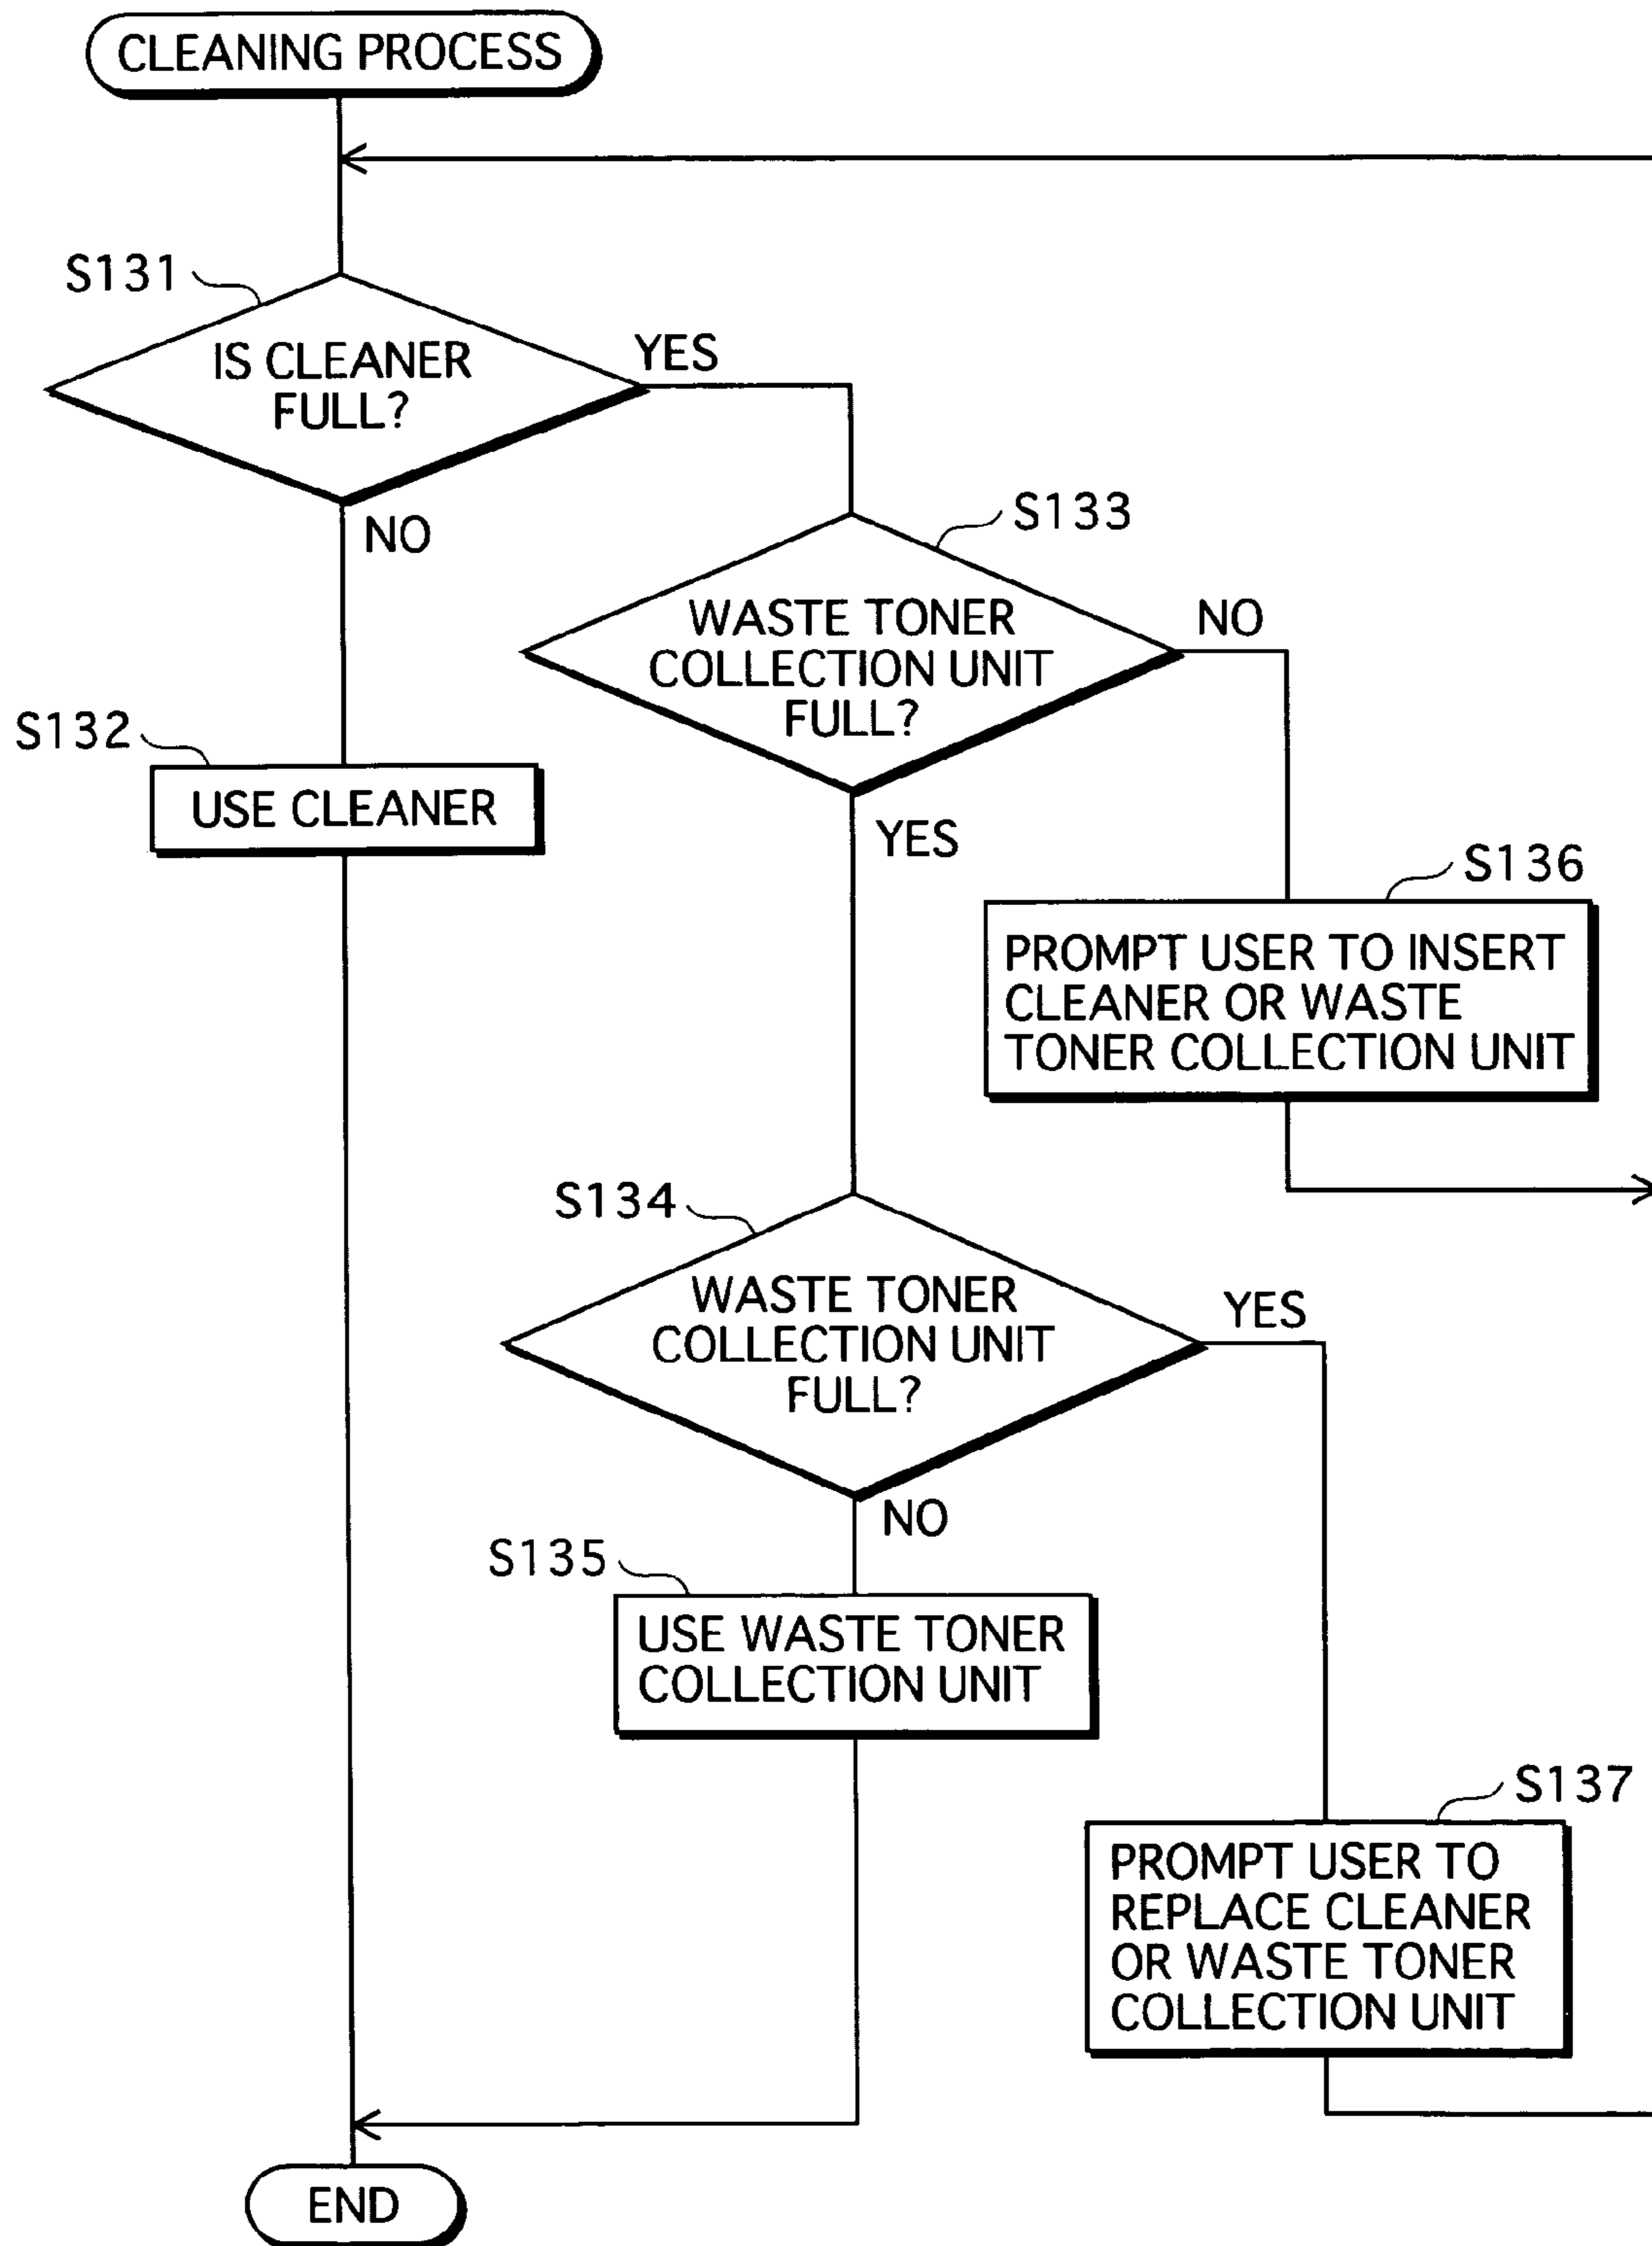 CLEANING PROCESS
S131
IS CLEANER
FULL?
YES
NO
S133
WASTE TONER
COLLECTION UNIT
FULL?
NO
YES
S132
USE CLEANER
S136
PROMPT USER TO INSERT
CLEANER OR WASTE
TONER COLLECTION UNIT
S134
WASTE TONER
COLLECTION UNIT
FULL?
YES
NO
S135
USE WASTE TONER
COLLECTION UNIT
S137
PROMPT USER TO
REPLACE CLEANER
OR WASTE TONER
COLLECTION UNIT
END